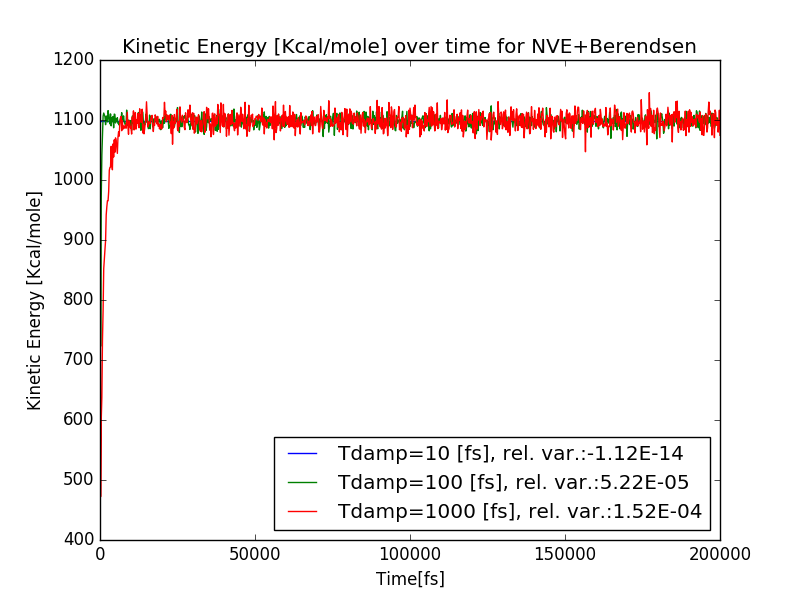 Kinetic Energy [Kcal/mole] over time for NVE+Berendsen
1200
1100
1000
900
800
700
600
500
400
Kinetic Energy [Kcal/mole]
Tdamp=10 [fs], rel. var.:-1.12E-14
Tdamp=100 [fs], rel. var.:5.22E-05
Tdamp=1000 [fs], rel. var.:1.52E-04
0 50000 100000 150000 200000
Time[fs]